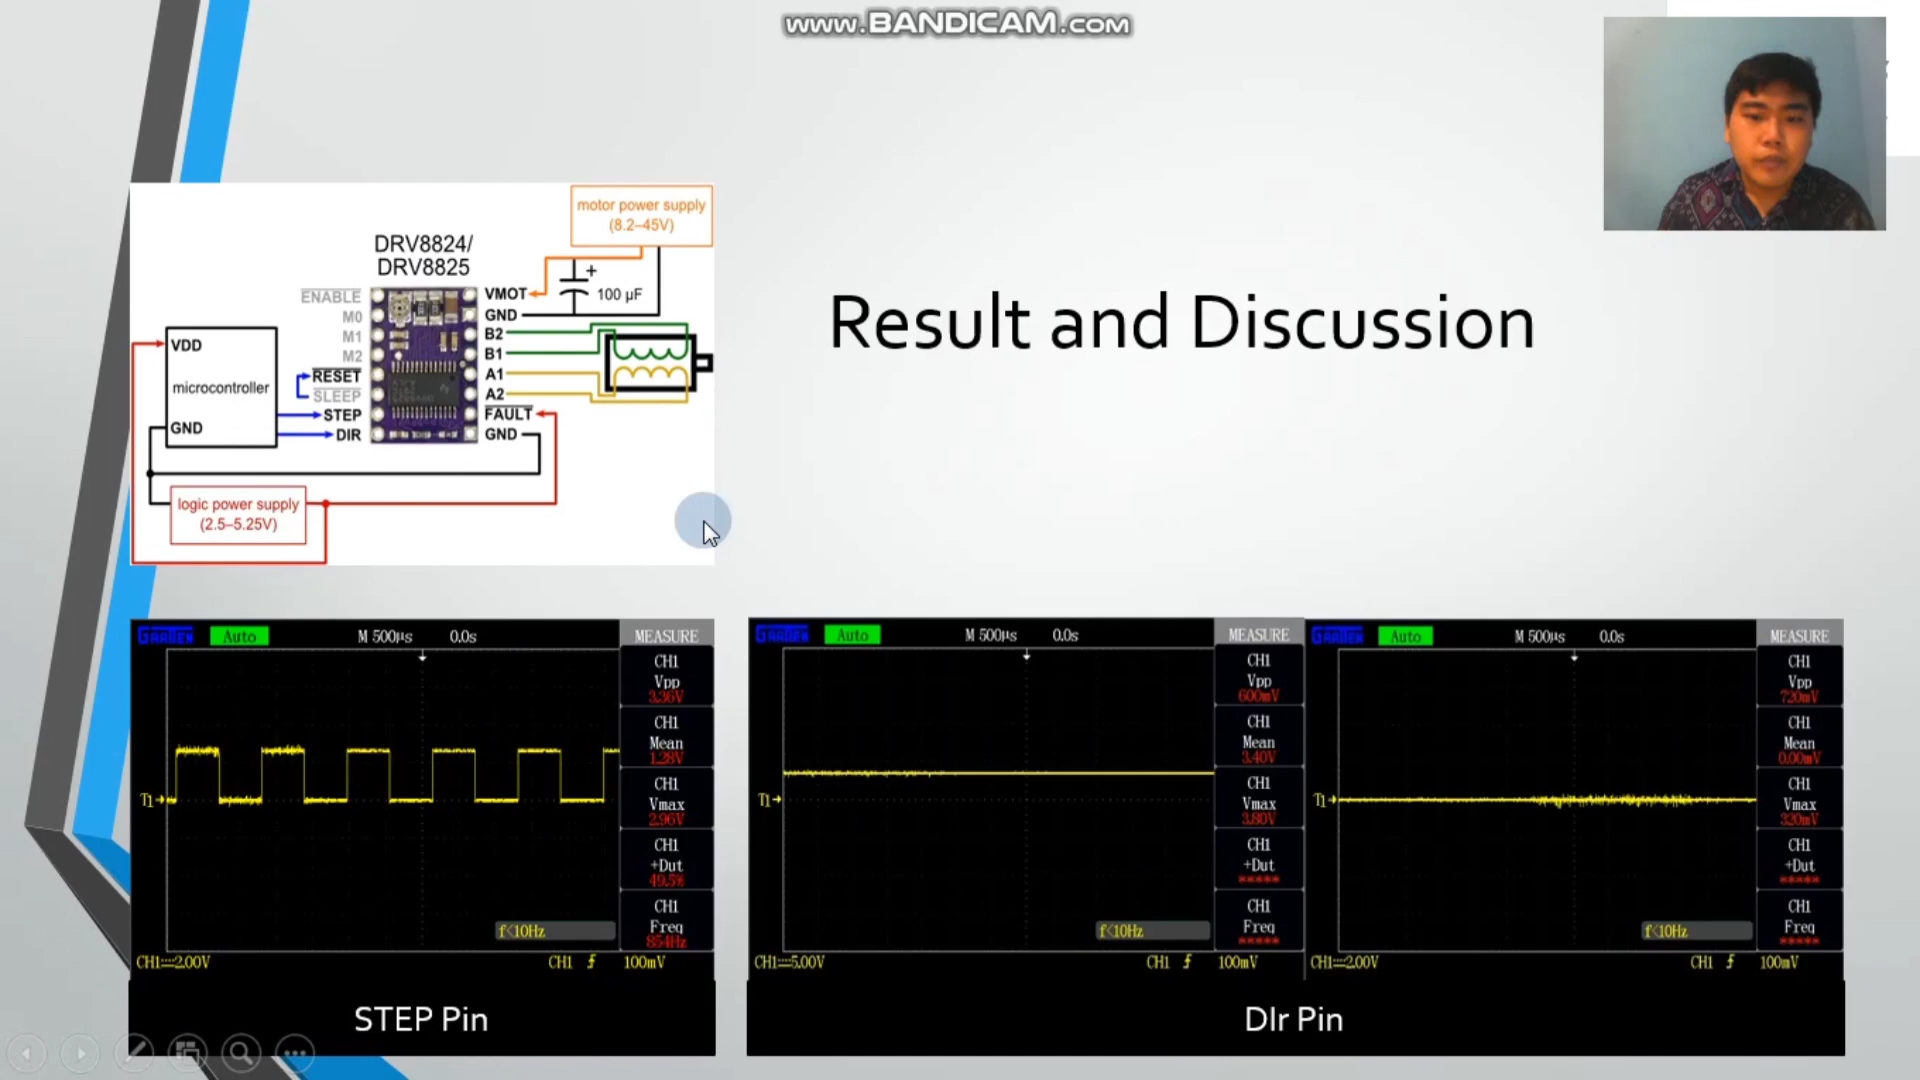 www.BANDICAM.com
motor power supply
(8.2–45V)
DRV8824/
DRV8825
ENABLE
M0
M1
M2
RESET
SLEEP
STEP
DIR
VMOT
GND
B2
B1
A1
A2
FAULT
GND
+
100 µF
VDD
microcontroller
GND
logic power supply
(2.5–5.25V)
Result and Discussion
GRATTEN Auto M 500µs 0.0s MEASURE
CH1
Vpp
3.36V
CH1
Mean
1.28V
CH1
Vmax
2.96V
CH1
+Dut
49.5%
CH1
Freq
854Hz
T1
f<10Hz
CH1 2.00V CH1 100mV
STEP Pin
GRATTEN Auto M 500µs 0.0s MEASURE
CH1
Vpp
600mV
CH1
Mean
3.40V
CH1
Vmax
3.80V
CH1
+Dut
*****
CH1
Freq
*****
T1
f<10Hz
CH1 5.00V CH1 100mV
GRATTEN Auto M 500µs 0.0s MEASURE
CH1
Vpp
720mV
CH1
Mean
0.00mV
CH1
Vmax
320mV
CH1
+Dut
*****
CH1
Freq
*****
T1
f<10Hz
CH1 2.00V CH1 100mV
DIr Pin